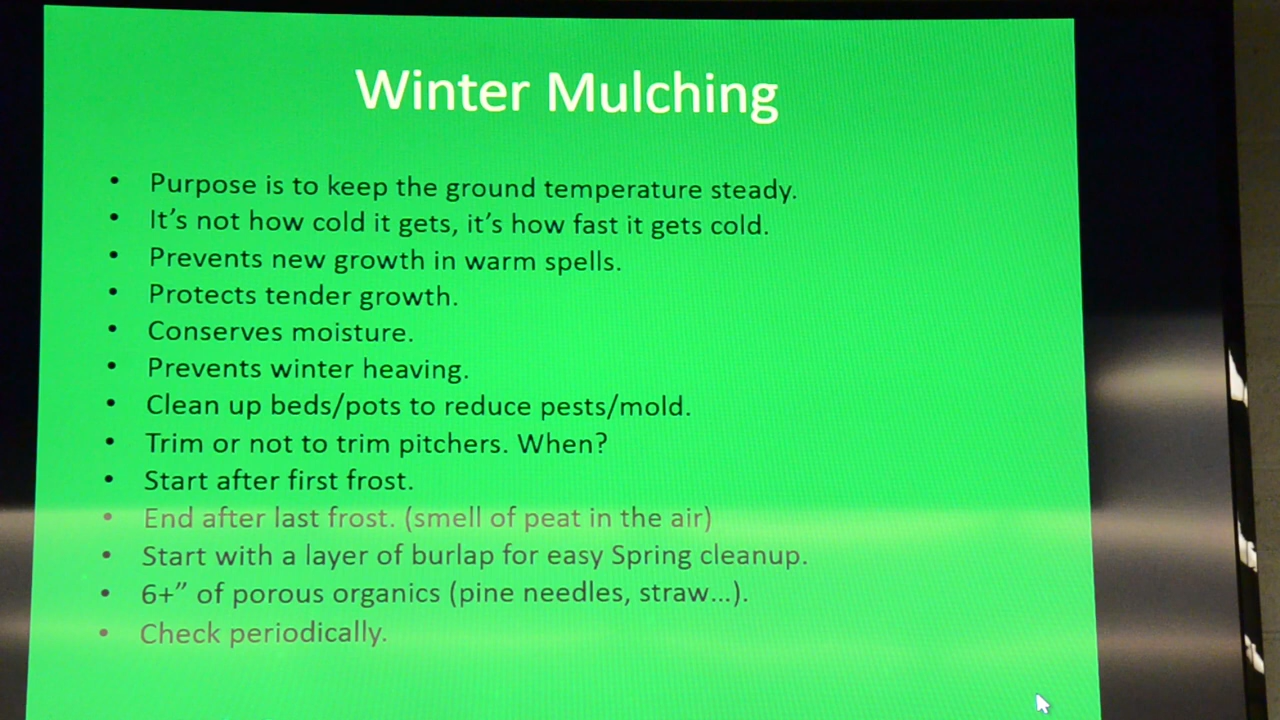 Winter Mulching
• Purpose is to keep the ground temperature steady.
• It’s not how cold it gets, it’s how fast it gets cold.
• Prevents new growth in warm spells.
• Protects tender growth.
• Conserves moisture.
• Prevents winter heaving.
• Clean up beds/pots to reduce pests/mold.
• Trim or not to trim pitchers. When?
• Start after first frost.
• End after last frost. (smell of peat in the air)
• Start with a layer of burlap for easy Spring cleanup.
• 6+” of porous organics (pine needles, straw…).
• Check periodically.